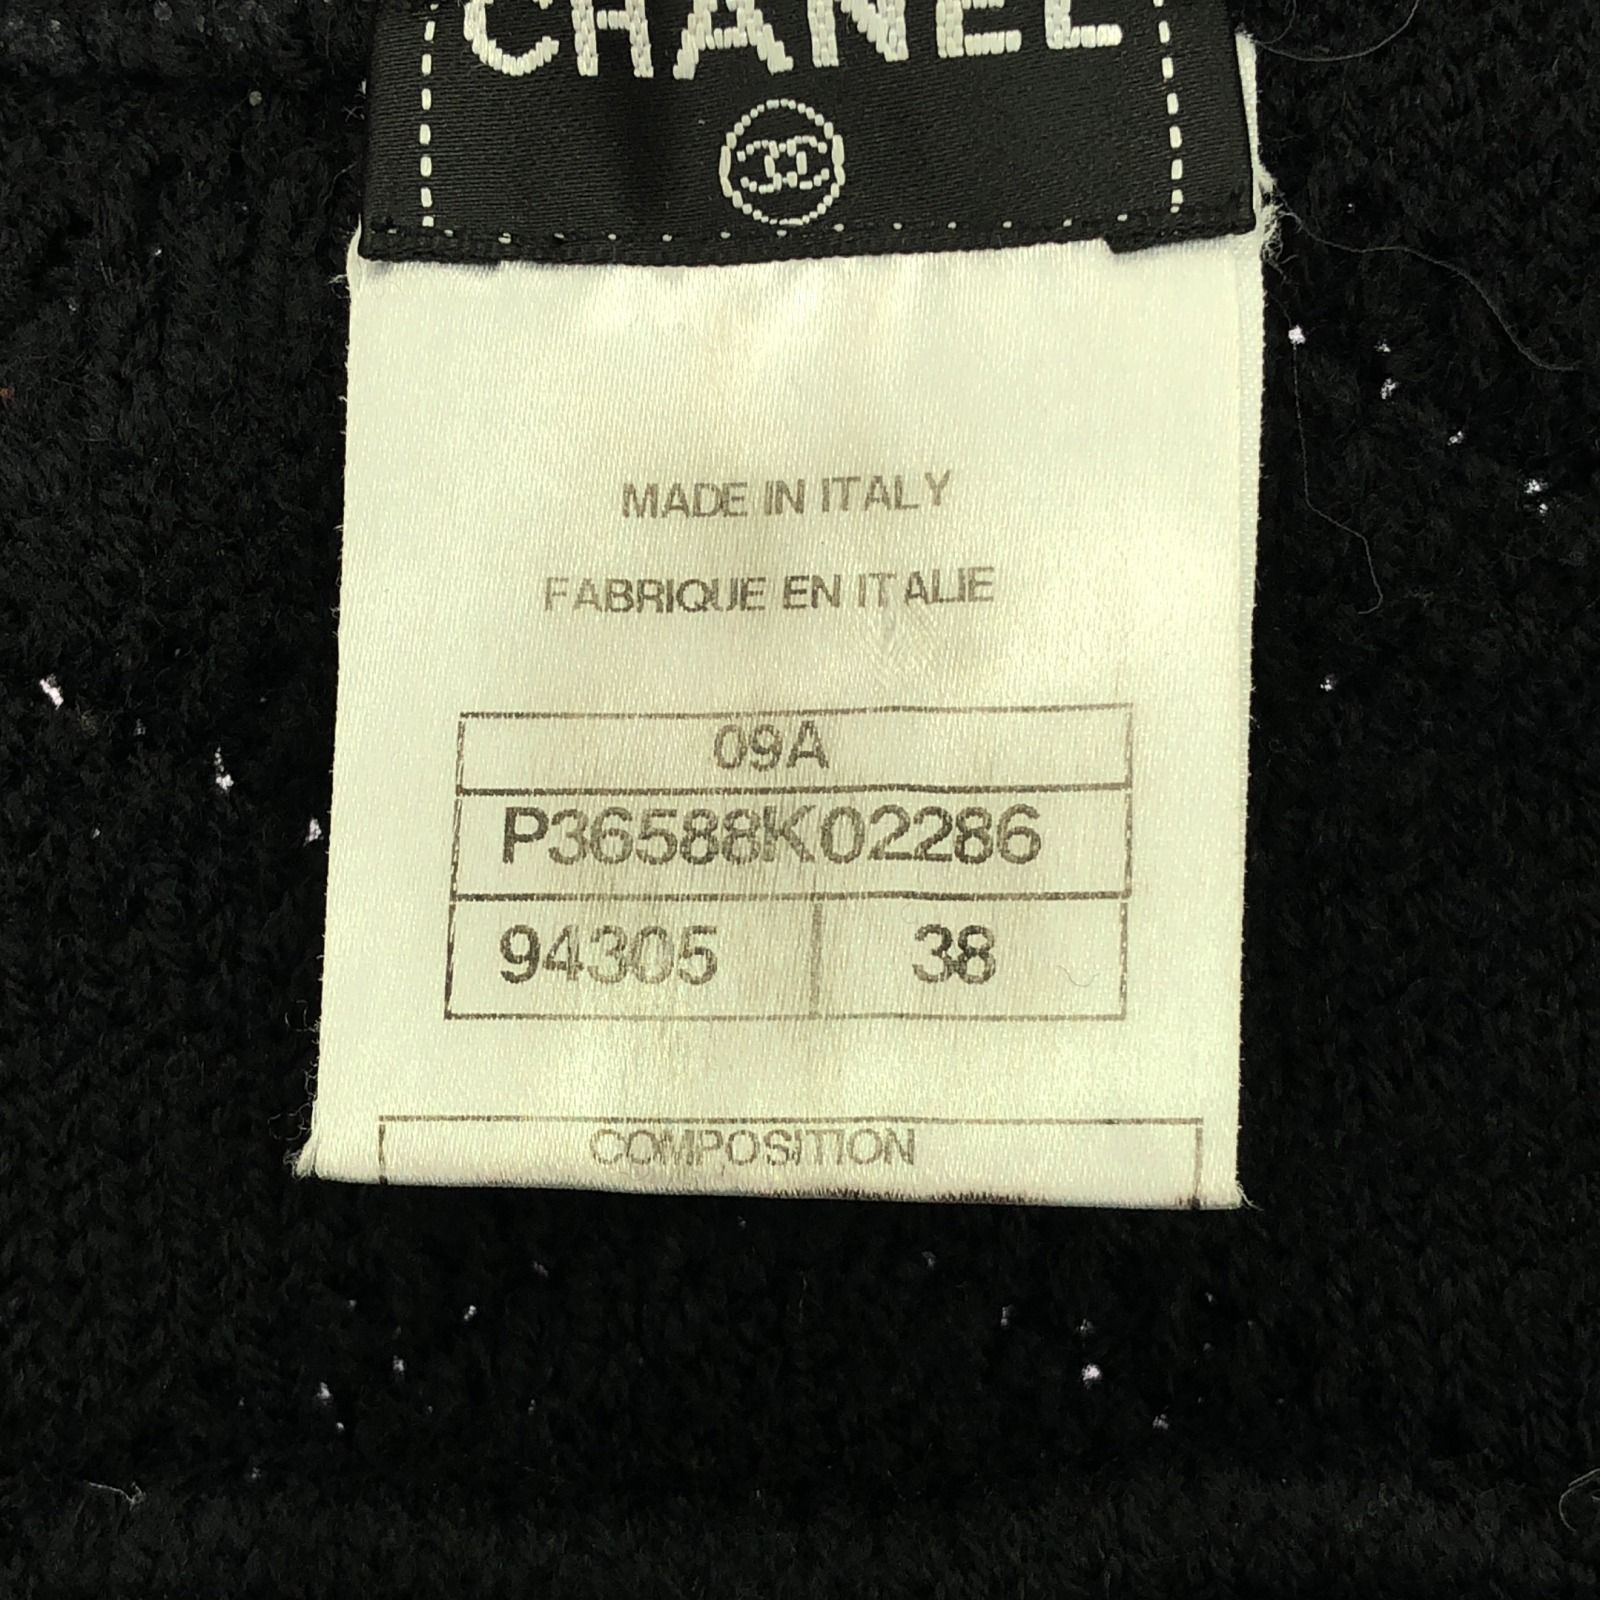 CHANEL
MADE IN ITALY
FABRIQUE EN ITALIE
09A
P36588K02286
94305 38
COMPOSITION